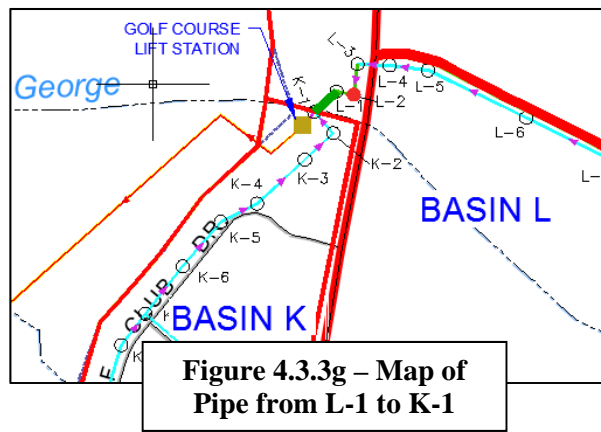 GOLF COURSE
LIFT STATION
George
L-3
L-4
L-5
K-1
L-1
L-2
L-6
K-2
L-
K-3
K-4
BASIN L
K-5
CLUB DR
K-6
BASIN K
K
K
E
Figure 4.3.3g – Map of
Pipe from L-1 to K-1